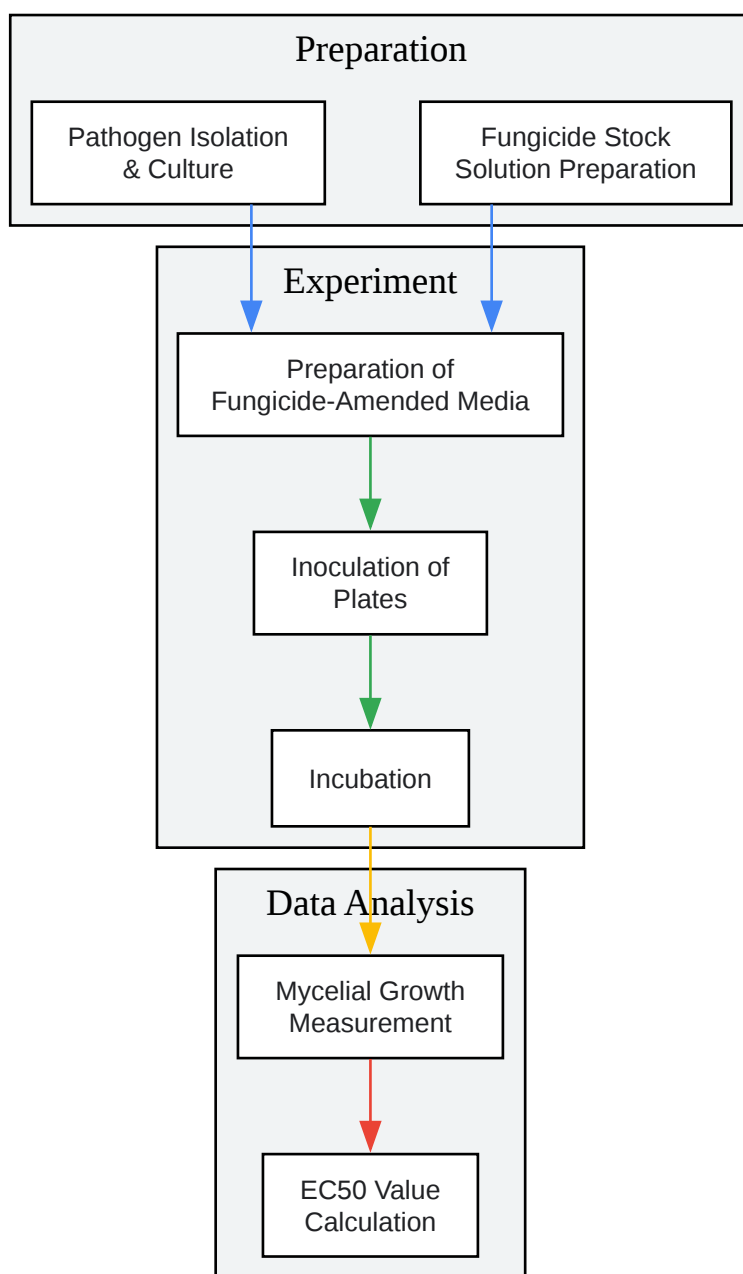 Preparation
Pathogen Isolation
& Culture
Fungicide Stock
Solution Preparation
Experiment
Preparation of
Fungicide-Amended Media
Inoculation of
Plates
Incubation
Data Analysis
Mycelial Growth
Measurement
EC50 Value
Calculation